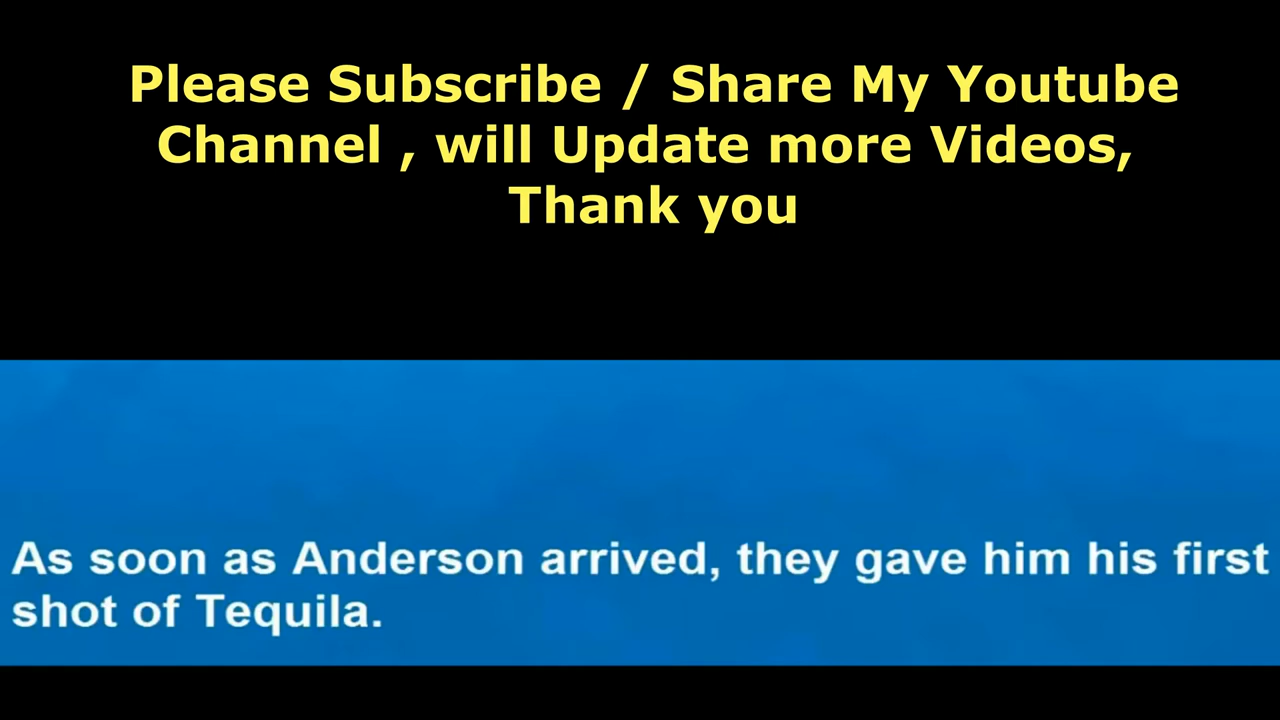 Please Subscribe / Share My Youtube
Channel , will Update more Videos,
Thank you
As soon as Anderson arrived, they gave him his first
shot of Tequila.